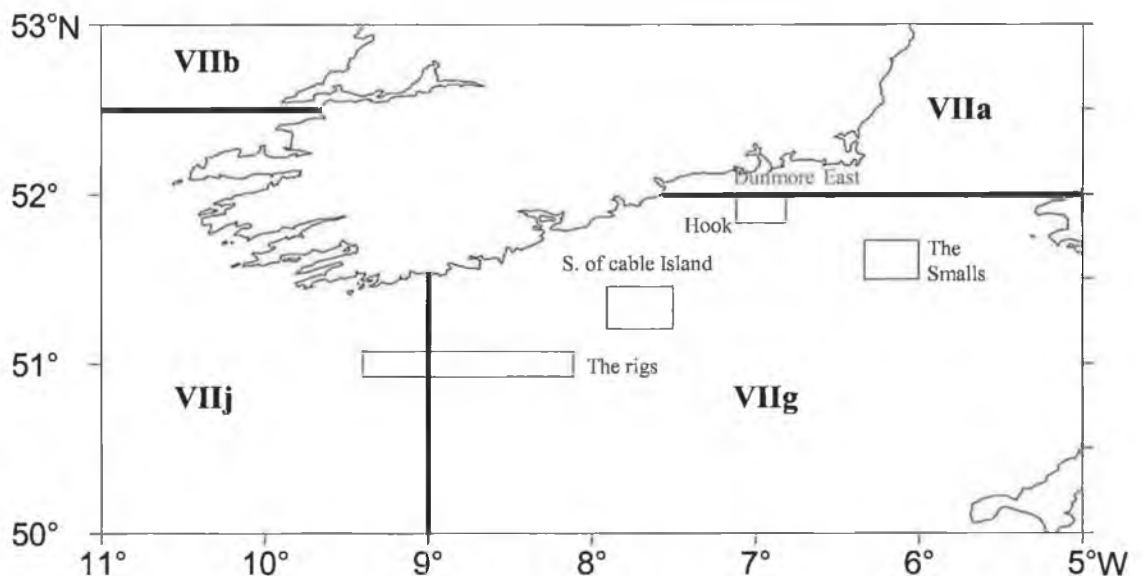 53°N
VIIb
VIIa
52°
Dunmore East
Hook
The
Smalls
S. of cable Island
51°
The rigs
VIIj
VIIg
50°
11°
10°
9°
8°
7°
6°
5°W